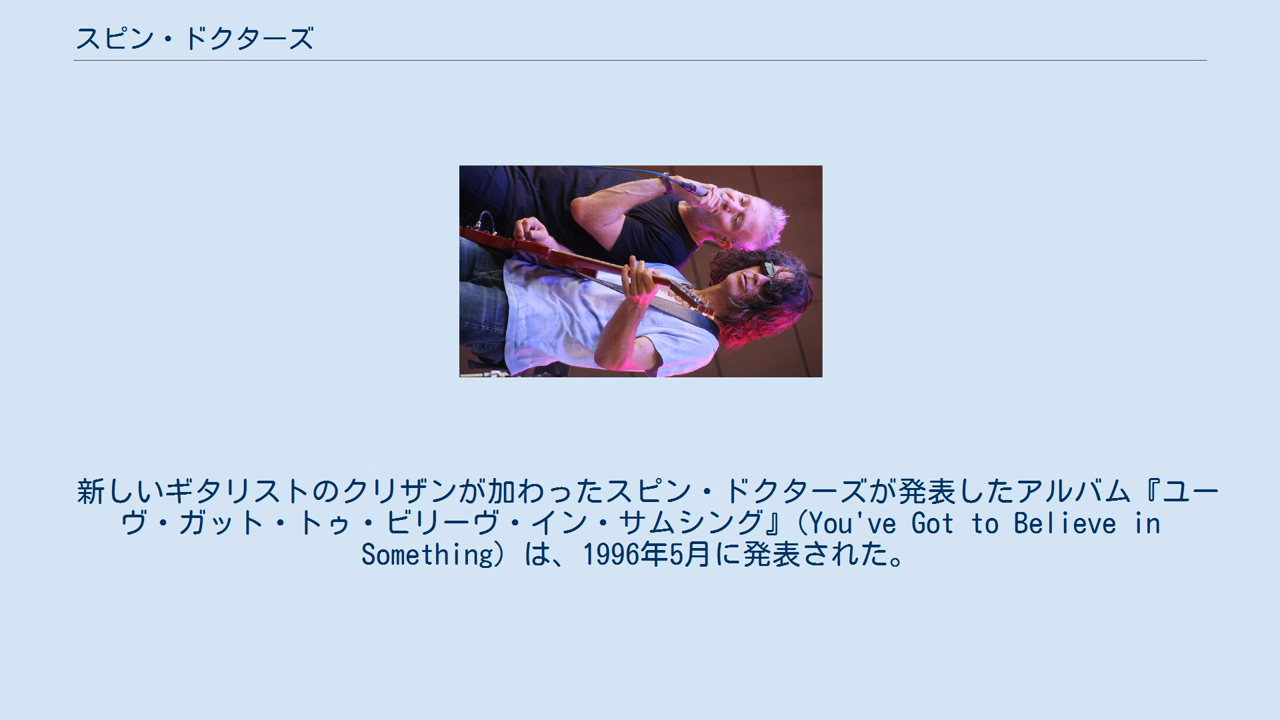 スピン・ドクターズ
新しいギタリストのクリザンが加わったスピン・ドクターズが発表したアルバム『ユー
ヴ・ガット・トゥ・ビリーヴ・イン・サムシング』(You've Got to Believe in
Something) は、1996年5月に発表された。